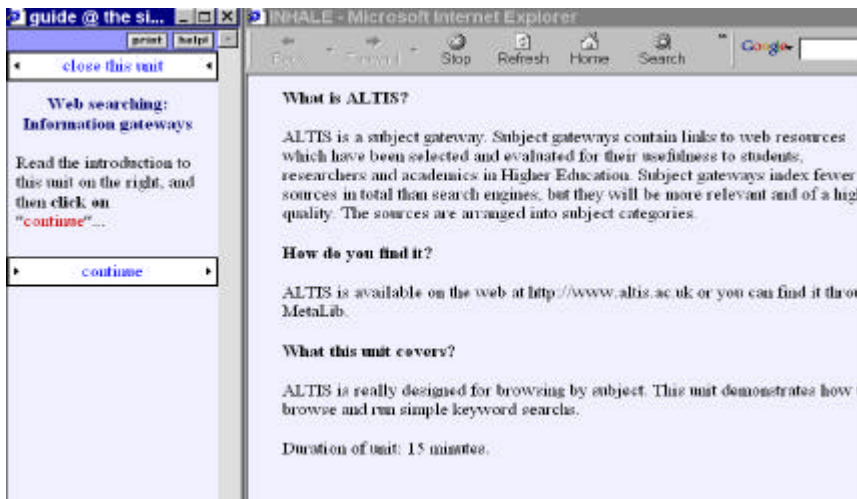 guide @ the si...
print help!
close this unit
Web searching:
Information gateways
Read the introduction to
this unit on the right, and
then click on
"continue"...
continue
INHALE - Microsoft Internet Explorer
Back Forward Stop Refresh Home Search " Google
What is ALTIS?
ALTIS is a subject gateway. Subject gateways contain links to web resources
which have been selected and evaluated for their usefulness to students,
researchers and academics in Higher Education. Subject gateways index fewer
sources in total than search engines, but they will be more relevant and of a hig
quality. The sources are arranged into subject categories.
How do you find it?
ALTIS is available on the web at http://www.altis.ac.uk or you can find it throu
MetaLib.
What this unit covers?
ALTIS is really designed for browsing by subject. This unit demonstrates how
browse and run simple keyword searchs.
Duration of unit: 15 minutes.